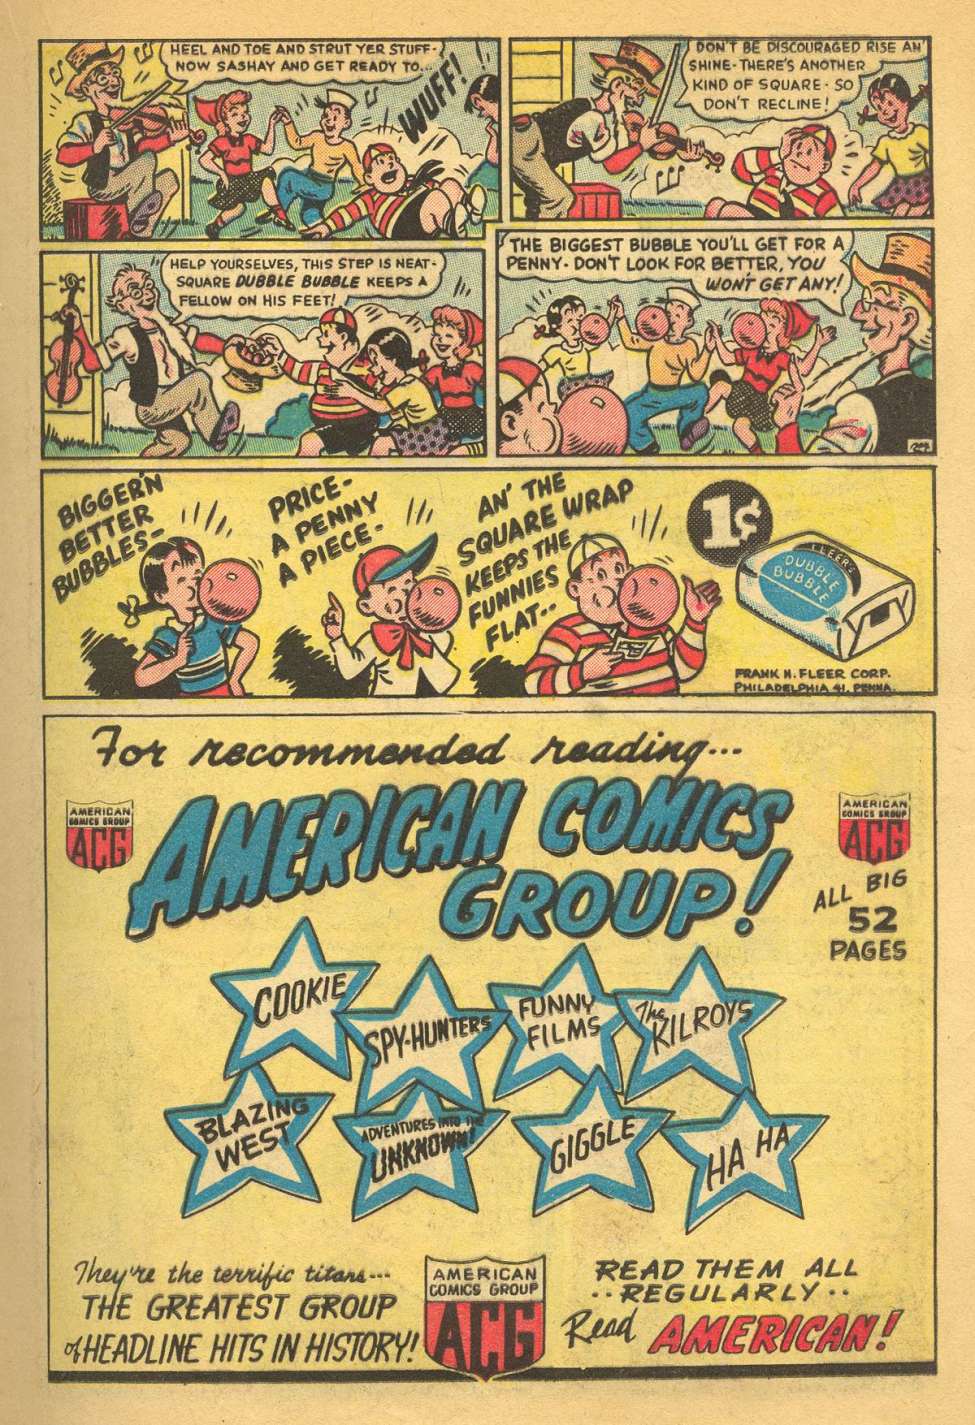 HEEL AND TOE AND STRUT YER STUFF-
NOW SASHAY AND GET READY TO...
WUFF!
DON'T BE DISCOURAGED RISE AN'
SHINE-THERE'S ANOTHER
KIND OF SQUARE-SO
DON'T RECLINE!
HELP YOURSELVES, THIS STEP IS NEAT-
SQUARE DUBBLE BUBBLE KEEPS A
FELLOW ON HIS FEET!
THE BIGGEST BUBBLE YOU'LL GET FOR A
PENNY-DON'T LOOK FOR BETTER, YOU
WON'T GET ANY!
BIGGER'N
BETTER
BUBBLES-
PRICE-
A PENNY
A PIECE-
AN' THE
SQUARE WRAP
KEEPS THE
FUNNIES
FLAT--
1¢
FLEER'S
DUBBLE
BUBBLE
FRANK H. FLEER CORP.
PHILADELPHIA 41, PENNA.
For recommended reading...
AMERICAN COMICS
GROUP!
AMERICAN
COMICS GROUP
ACG
AMERICAN
COMICS GROUP
ACG
ALL BIG
52
PAGES
COOKIE
SPY-HUNTERS
FUNNY
FILMS
The
KILROYS
BLAZING
WEST
ADVENTURES INTO THE
UNKNOWN!
GIGGLE
HA HA
They're the terrific titans---
THE GREATEST GROUP
of HEADLINE HITS IN HISTORY!
AMERICAN
COMICS GROUP
ACG
READ THEM ALL
..REGULARLY..
Read AMERICAN!